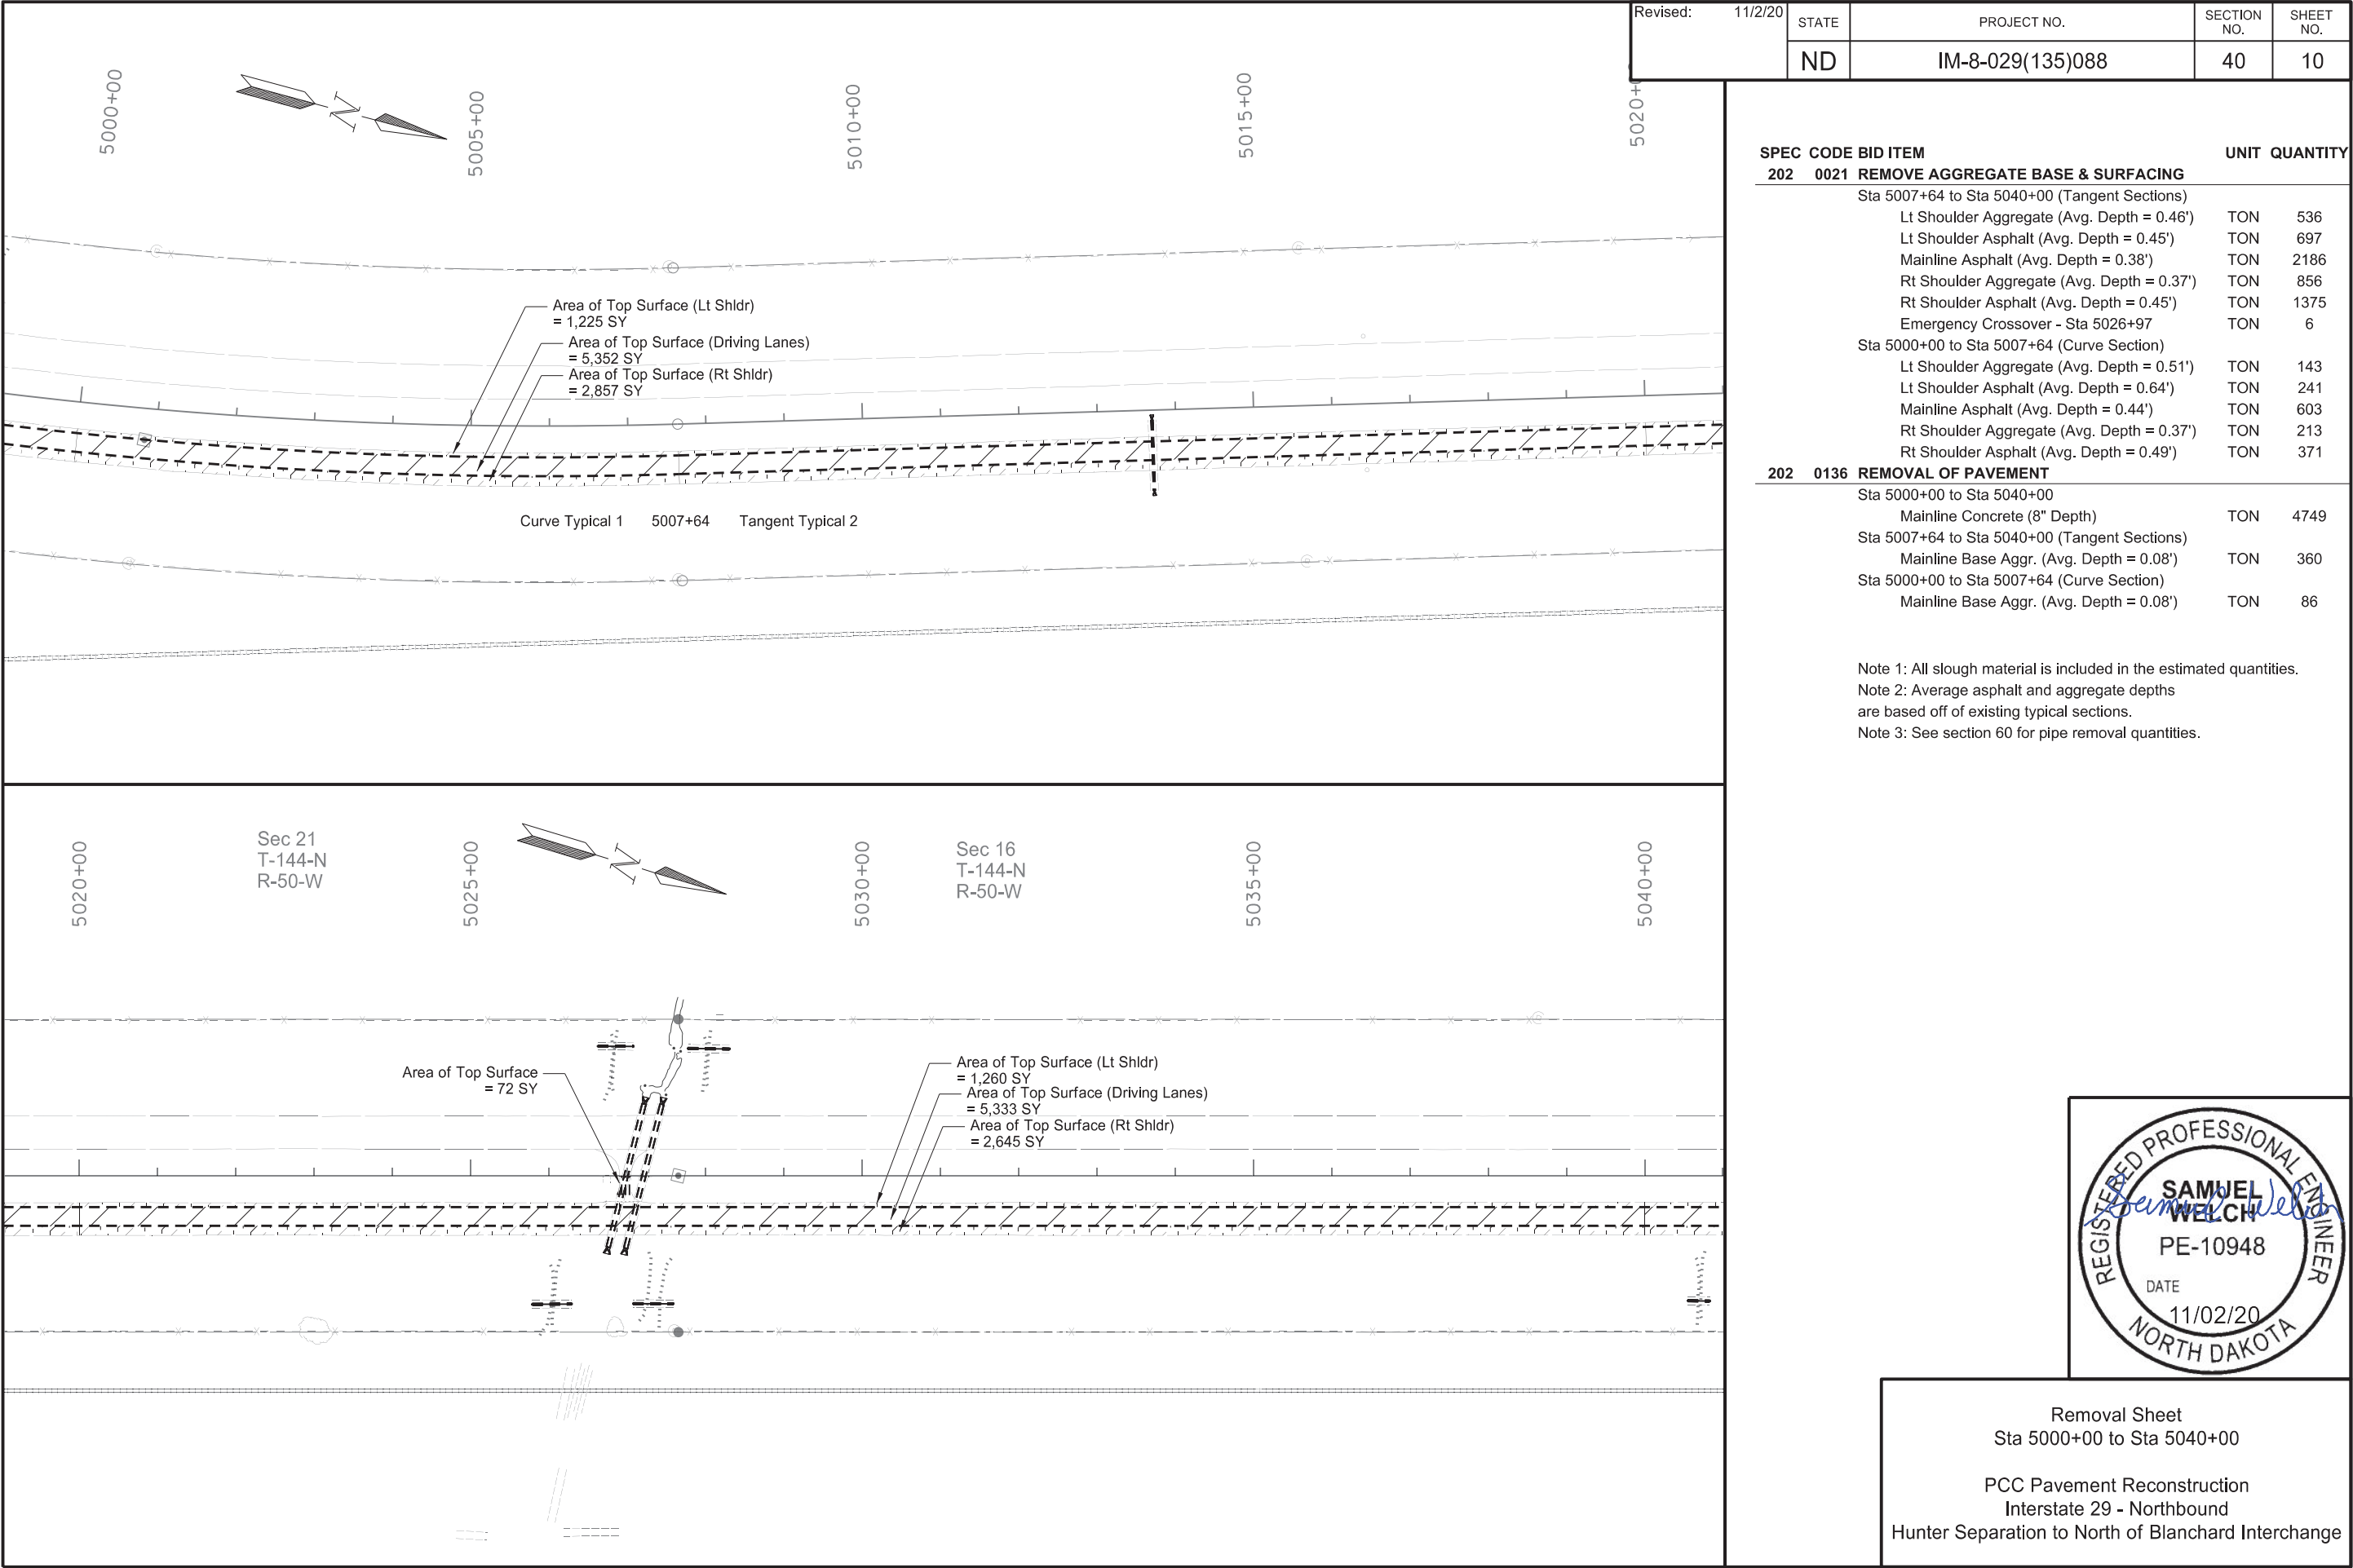 Revised: 11/2/20
STATE PROJECT NO. SECTION NO. SHEET NO.
ND IM-8-029(135)088 40 10
5000+00
5005+00
5010+00
5015+00
N
Area of Top Surface (Lt Shldr)
= 1,225 SY
Area of Top Surface (Driving Lanes)
= 5,352 SY
Area of Top Surface (Rt Shldr)
= 2,857 SY
Curve Typical 1 5007+64 Tangent Typical 2
SPEC CODE BID ITEM UNIT QUANTITY
202 0021 REMOVE AGGREGATE BASE & SURFACING
Sta 5007+64 to Sta 5040+00 (Tangent Sections)
Lt Shoulder Aggregate (Avg. Depth = 0.46') TON 536
Lt Shoulder Asphalt (Avg. Depth = 0.45') TON 697
Mainline Asphalt (Avg. Depth = 0.38') TON 2186
Rt Shoulder Aggregate (Avg. Depth = 0.37') TON 856
Rt Shoulder Asphalt (Avg. Depth = 0.45') TON 1375
Emergency Crossover - Sta 5026+97 TON 6
Sta 5000+00 to Sta 5007+64 (Curve Section)
Lt Shoulder Aggregate (Avg. Depth = 0.51') TON 143
Lt Shoulder Asphalt (Avg. Depth = 0.64') TON 241
Mainline Asphalt (Avg. Depth = 0.44') TON 603
Rt Shoulder Aggregate (Avg. Depth = 0.37') TON 213
Rt Shoulder Asphalt (Avg. Depth = 0.49') TON 371
202 0136 REMOVAL OF PAVEMENT
Sta 5000+00 to Sta 5040+00
Mainline Concrete (8" Depth) TON 4749
Sta 5007+64 to Sta 5040+00 (Tangent Sections)
Mainline Base Aggr. (Avg. Depth = 0.08') TON 360
Sta 5000+00 to Sta 5007+64 (Curve Section)
Mainline Base Aggr. (Avg. Depth = 0.08') TON 86
Note 1: All slough material is included in the estimated quantities.
Note 2: Average asphalt and aggregate depths
are based off of existing typical sections.
Note 3: See section 60 for pipe removal quantities.
5020+00
Sec 21
T-144-N
R-50-W
5025+00
N
5030+00
Sec 16
T-144-N
R-50-W
5035+00
5040+00
Area of Top Surface
= 72 SY
Area of Top Surface (Lt Shldr)
= 1,260 SY
Area of Top Surface (Driving Lanes)
= 5,333 SY
Area of Top Surface (Rt Shldr)
= 2,645 SY
REGISTERED PROFESSIONAL ENGINEER
SAMUEL
WELCH
Samuel Welch
PE-10948
DATE
11/02/20
NORTH DAKOTA
Removal Sheet
Sta 5000+00 to Sta 5040+00
PCC Pavement Reconstruction
Interstate 29 - Northbound
Hunter Separation to North of Blanchard Interchange